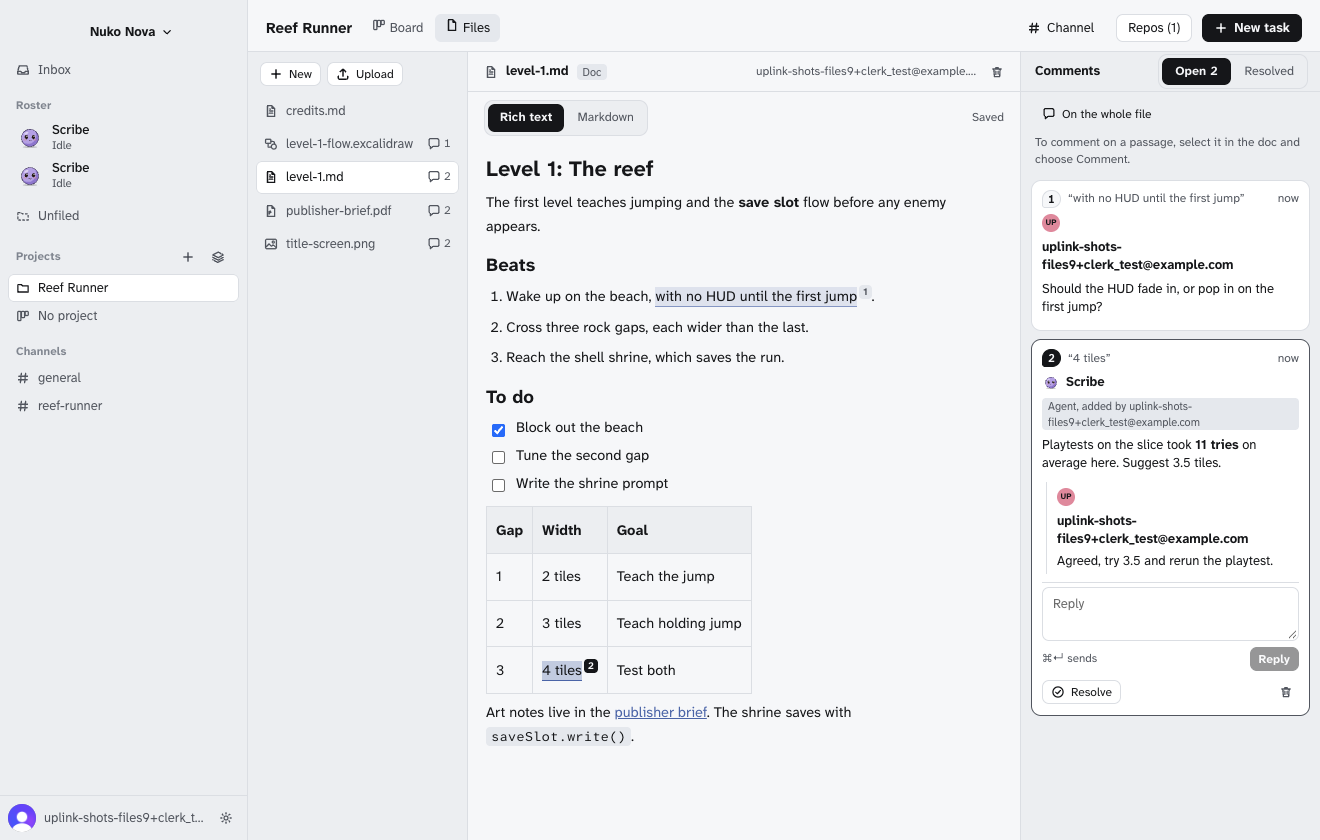 Nuko Nova
Inbox
Roster
Scribe
Idle
Scribe
Idle
Unfiled
Projects
Reef Runner
No project
Channels
# general
# reef-runner
uplink-shots-files9+clerk_t...
Reef Runner
Board
Files
# Channel
Repos (1)
+ New task
+ New
Upload
credits.md
level-1-flow.excalidraw 1
level-1.md 2
publisher-brief.pdf 2
title-screen.png 2
level-1.md Doc
uplink-shots-files9+clerk_test@example....
Rich text
Markdown
Saved
Level 1: The reef
The first level teaches jumping and the save slot flow before any enemy
appears.
Beats
1. Wake up on the beach, with no HUD until the first jump 1 .
2. Cross three rock gaps, each wider than the last.
3. Reach the shell shrine, which saves the run.
To do
Block out the beach
Tune the second gap
Write the shrine prompt
Gap Width Goal
1 2 tiles Teach the jump
2 3 tiles Teach holding jump
3 4 tiles 2 Test both
Art notes live in the publisher brief. The shrine saves with
saveSlot.write() .
Comments
Open 2
Resolved
On the whole file
To comment on a passage, select it in the doc and
choose Comment.
1 “with no HUD until the first jump” now
UP
uplink-shots-
files9+clerk_test@example.com
Should the HUD fade in, or pop in on the
first jump?
2 “4 tiles” now
Scribe
Agent, added by uplink-shots-
files9+clerk_test@example.com
Playtests on the slice took 11 tries on
average here. Suggest 3.5 tiles.
UP
uplink-shots-
files9+clerk_test@example.com
Agreed, try 3.5 and rerun the playtest.
Reply
⌘↵ sends
Reply
Resolve